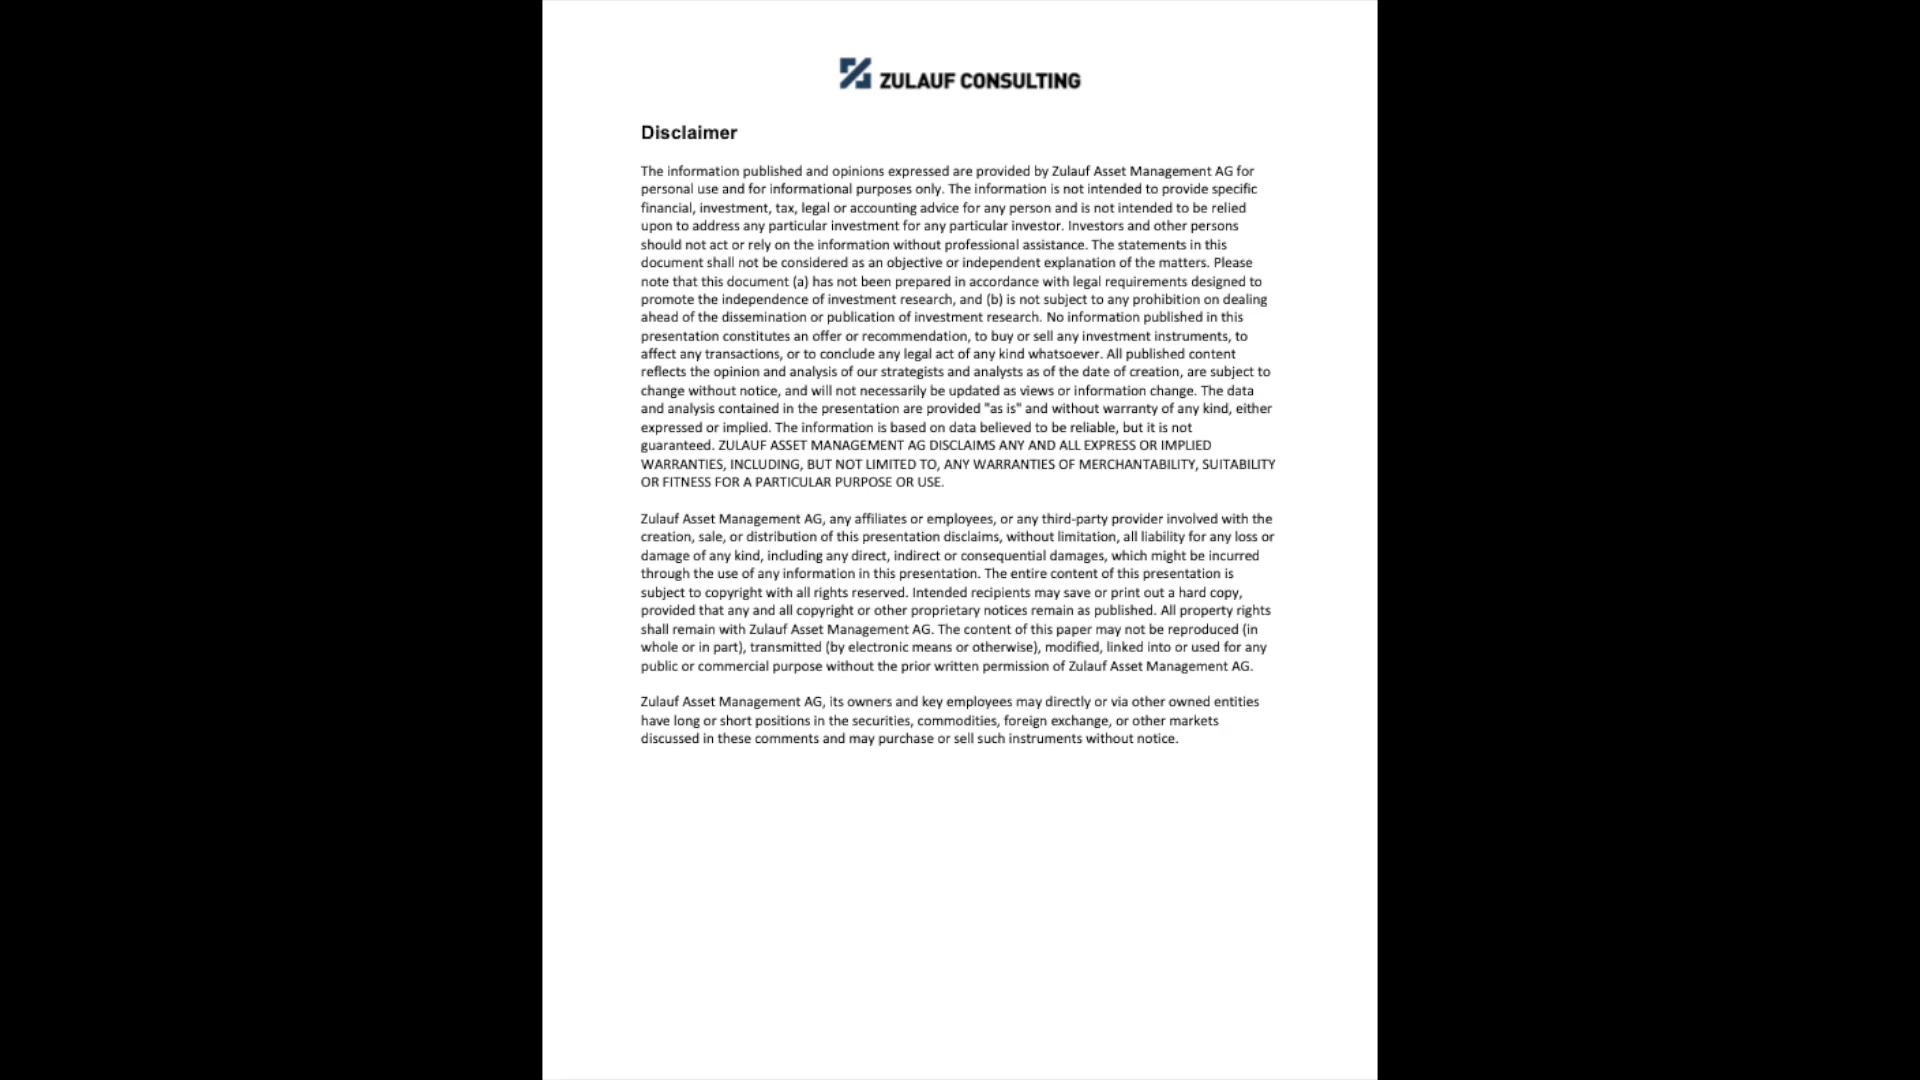 ZULAUF CONSULTING
Disclaimer
The information published and opinions expressed are provided by Zulauf Asset Management AG for
personal use and for informational purposes only. The information is not intended to provide specific
financial, investment, tax, legal or accounting advice for any person and is not intended to be relied
upon to address any particular investment for any particular investor. Investors and other persons
should not act or rely on the information without professional assistance. The statements in this
document shall not be considered as an objective or independent explanation of the matters. Please
note that this document (a) has not been prepared in accordance with legal requirements designed to
promote the independence of investment research, and (b) is not subject to any prohibition on dealing
ahead of the dissemination or publication of investment research. No information published in this
presentation constitutes an offer or recommendation, to buy or sell any investment instruments, to
affect any transactions, or to conclude any legal act of any kind whatsoever. All published content
reflects the opinion and analysis of our strategists and analysts as of the date of creation, are subject to
change without notice, and will not necessarily be updated as views or information change. The data
and analysis contained in the presentation are provided "as is" and without warranty of any kind, either
expressed or implied. The information is based on data believed to be reliable, but it is not
guaranteed. ZULAUF ASSET MANAGEMENT AG DISCLAIMS ANY AND ALL EXPRESS OR IMPLIED
WARRANTIES, INCLUDING, BUT NOT LIMITED TO, ANY WARRANTIES OF MERCHANTABILITY, SUITABILITY
OR FITNESS FOR A PARTICULAR PURPOSE OR USE.
Zulauf Asset Management AG, any affiliates or employees, or any third-party provider involved with the
creation, sale, or distribution of this presentation disclaims, without limitation, all liability for any loss or
damage of any kind, including any direct, indirect or consequential damages, which might be incurred
through the use of any information in this presentation. The entire content of this presentation is
subject to copyright with all rights reserved. Intended recipients may save or print out a hard copy,
provided that any and all copyright or other proprietary notices remain as published. All property rights
shall remain with Zulauf Asset Management AG. The content of this paper may not be reproduced (in
whole or in part), transmitted (by electronic means or otherwise), modified, linked into or used for any
public or commercial purpose without the prior written permission of Zulauf Asset Management AG.
Zulauf Asset Management AG, its owners and key employees may directly or via other owned entities
have long or short positions in the securities, commodities, foreign exchange, or other markets
discussed in these comments and may purchase or sell such instruments without notice.